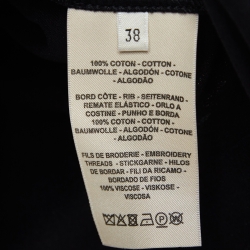 38
100% COTON - COTTON -
BAUMWOLLE - ALGODÓN - COTONE
- ALGODÃO
BORD CÔTE - RIB - SEITENRAND -
REMATE ELÁSTICO - ORLO A
COSTINE - PUNHO E BORDA
100% COTON - COTTON -
BAUMWOLLE - ALGODÓN - COTONE
- ALGODÃO
FILS DE BRODERIE - EMBROIDERY
THREADS - STICKGARNE - HILOS
DE BORDAR - FILI DA RICAMO -
BORDADO DE FIOS
100% VISCOSE - VISKOSE -
VISCOSA